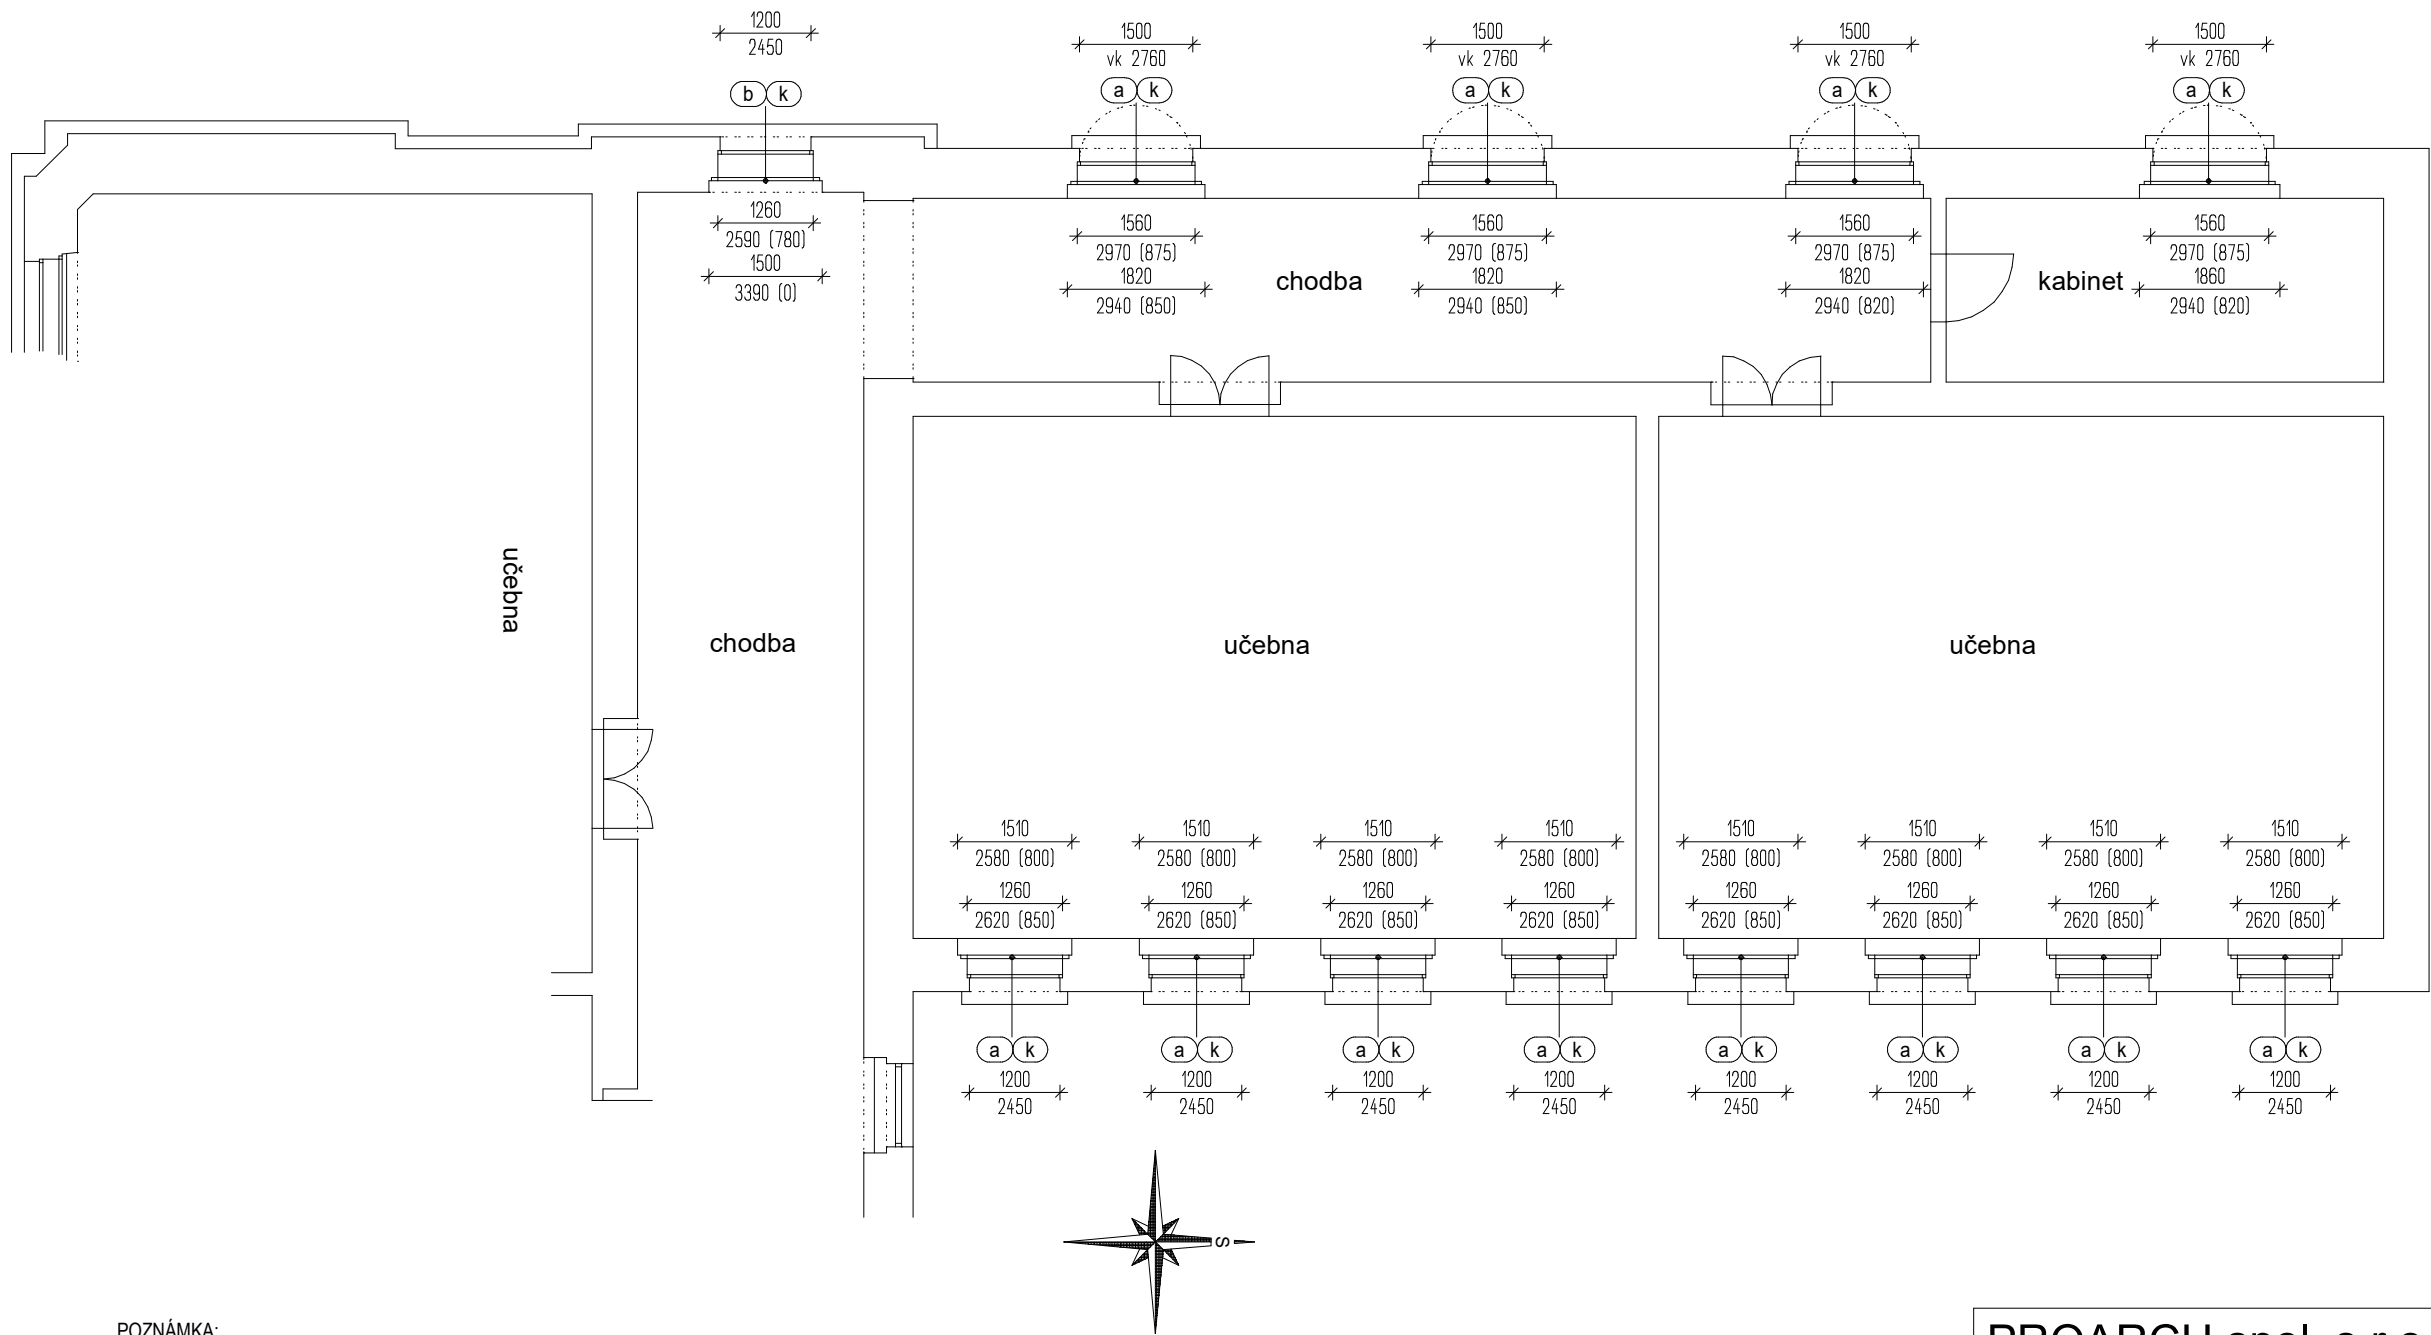 1200
2450
b k
1500
vk 2760
a k
1500
vk 2760
a k
1500
vk 2760
a k
1500
vk 2760
a k
1260
2590 (780)
1500
3390 (0)
1560
2970 (875)
1820
2940 (850)
1560
2970 (875)
1820
2940 (850)
1560
2970 (875)
1820
2940 (820)
1560
2970 (875)
1860
2940 (820)
chodba
kabinet
učebna
chodba
učebna
učebna
1510
2580 (800)
1260
2620 (850)
1510
2580 (800)
1260
2620 (850)
1510
2580 (800)
1260
2620 (850)
1510
2580 (800)
1260
2620 (850)
1510
2580 (800)
1260
2620 (850)
1510
2580 (800)
1260
2620 (850)
1510
2580 (800)
1260
2620 (850)
1510
2580 (800)
1260
2620 (850)
a k
1200
2450
a k
1200
2450
a k
1200
2450
a k
1200
2450
a k
1200
2450
a k
1200
2450
a k
1200
2450
a k
1200
2450
S
POZNÁMKA:
PROARCH spol. s r.o